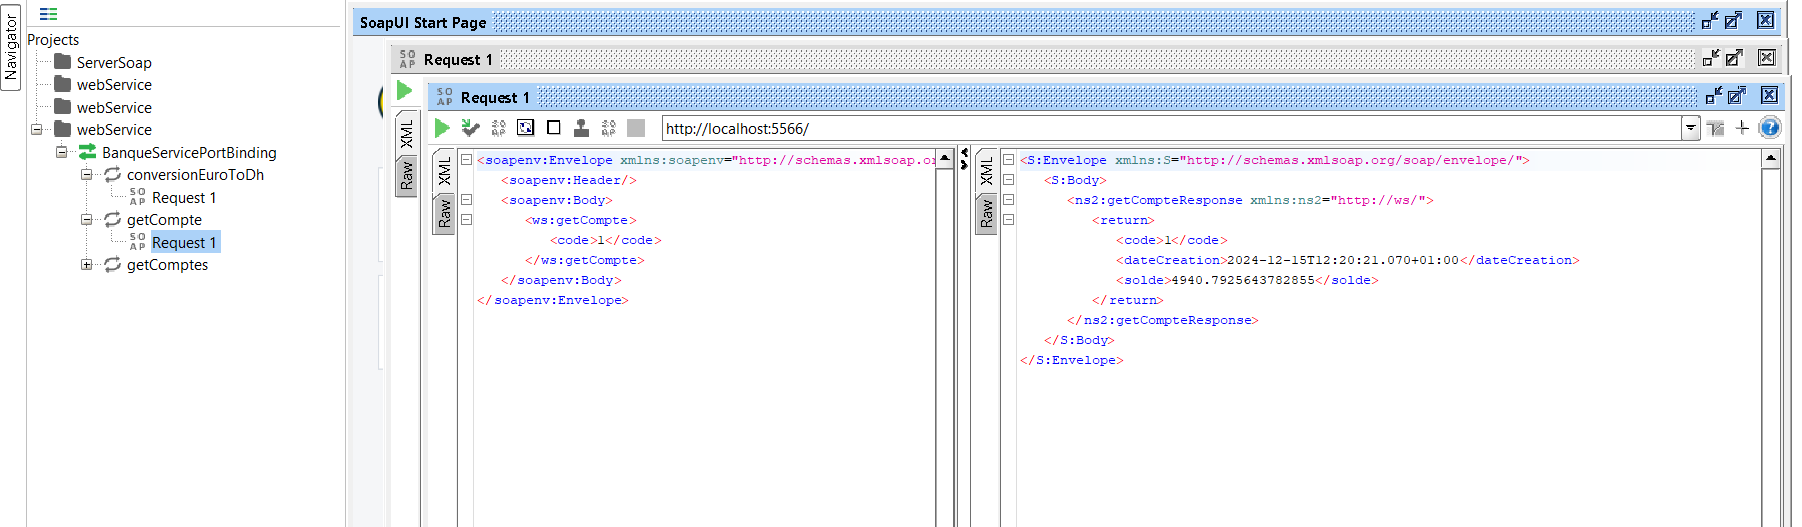 Navigator
Projects
ServerSoap
webService
webService
webService
BanqueServicePortBinding
conversionEuroToDh
SO AP Request 1
getCompte
SO AP Request 1
getComptes
SoapUI Start Page
SO AP Request 1
XML
Raw
SO AP Request 1
http://localhost:5566/
XML
Raw
<soapenv:Envelope xmlns:soapenv="http://schemas.xmlsoap.or
<soapenv:Header/>
<soapenv:Body>
<ws:getCompte>
<code>1</code>
</ws:getCompte>
</soapenv:Body>
</soapenv:Envelope>
XML
Raw
<S:Envelope xmlns:S="http://schemas.xmlsoap.org/soap/envelope/">
<S:Body>
<ns2:getCompteResponse xmlns:ns2="http://ws/">
<return>
<code>1</code>
<dateCreation>2024-12-15T12:20:21.070+01:00</dateCreation>
<solde>4940.7925643782855</solde>
</return>
</ns2:getCompteResponse>
</S:Body>
</S:Envelope>